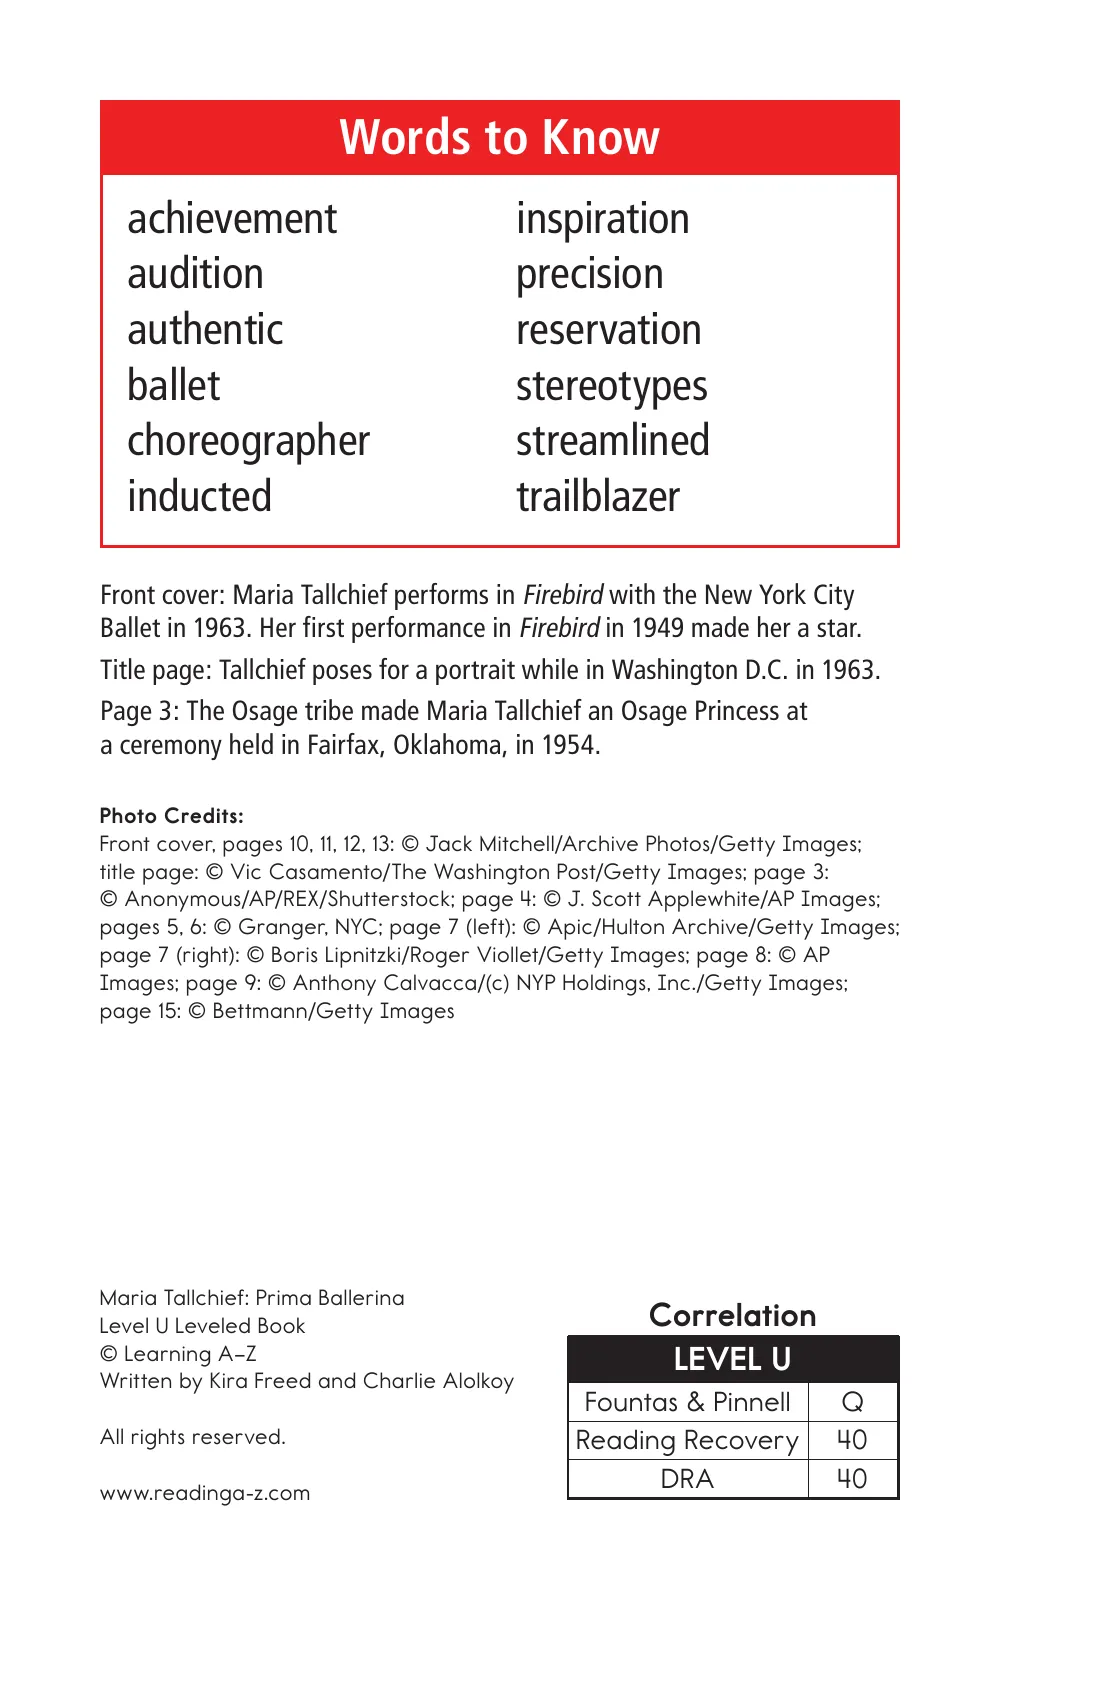 Words to Know
achievement
audition
authentic
ballet
choreographer
inducted
inspiration
precision
reservation
stereotypes
streamlined
trailblazer
Front cover: Maria Tallchief performs in Firebird with the New York City
Ballet in 1963. Her first performance in Firebird in 1949 made her a star.
Title page: Tallchief poses for a portrait while in Washington D.C. in 1963.
Page 3: The Osage tribe made Maria Tallchief an Osage Princess at
a ceremony held in Fairfax, Oklahoma, in 1954.
Photo Credits:
Front cover, pages 10, 11, 12, 13: © Jack Mitchell/Archive Photos/Getty Images;
title page: © Vic Casamento/The Washington Post/Getty Images; page 3:
© Anonymous/AP/REX/Shutterstock; page 4: © J. Scott Applewhite/AP Images;
pages 5, 6: © Granger, NYC; page 7 (left): © Apic/Hulton Archive/Getty Images;
page 7 (right): © Boris Lipnitzki/Roger Viollet/Getty Images; page 8: © AP
Images; page 9: © Anthony Calvacca/(c) NYP Holdings, Inc./Getty Images;
page 15: © Bettmann/Getty Images
Maria Tallchief: Prima Ballerina
Level U Leveled Book
© Learning A–Z
Written by Kira Freed and Charlie Alolkoy
All rights reserved.
www.readinga-z.com
Correlation
LEVEL U
Fountas & Pinnell Q
Reading Recovery 40
DRA 40